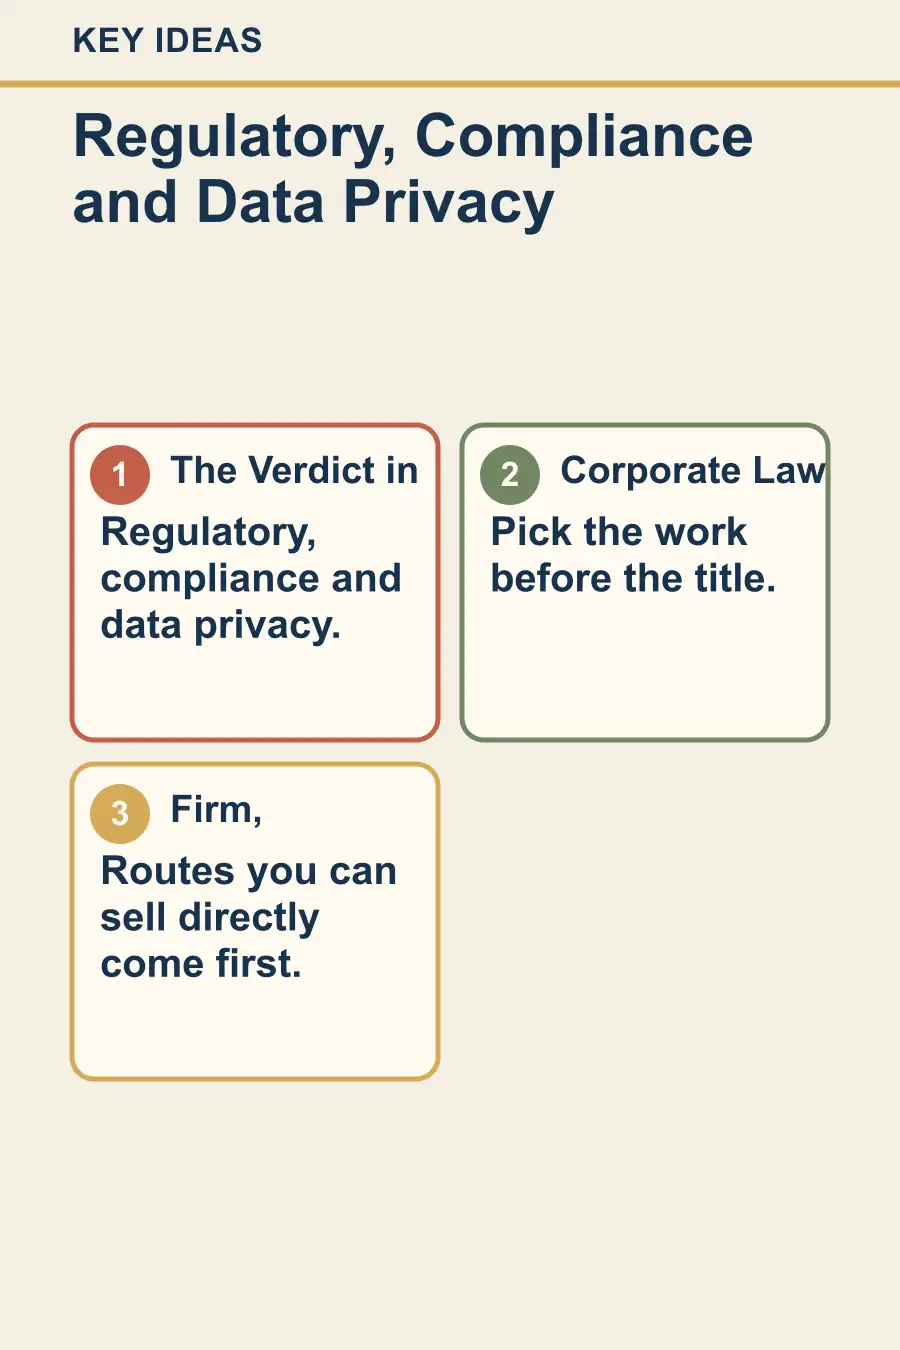 KEY IDEAS
Regulatory, Compliance
and Data Privacy
1 The Verdict in
Regulatory,
compliance and
data privacy.
2 Corporate Law
Pick the work
before the title.
3 Firm,
Routes you can
sell directly
come first.